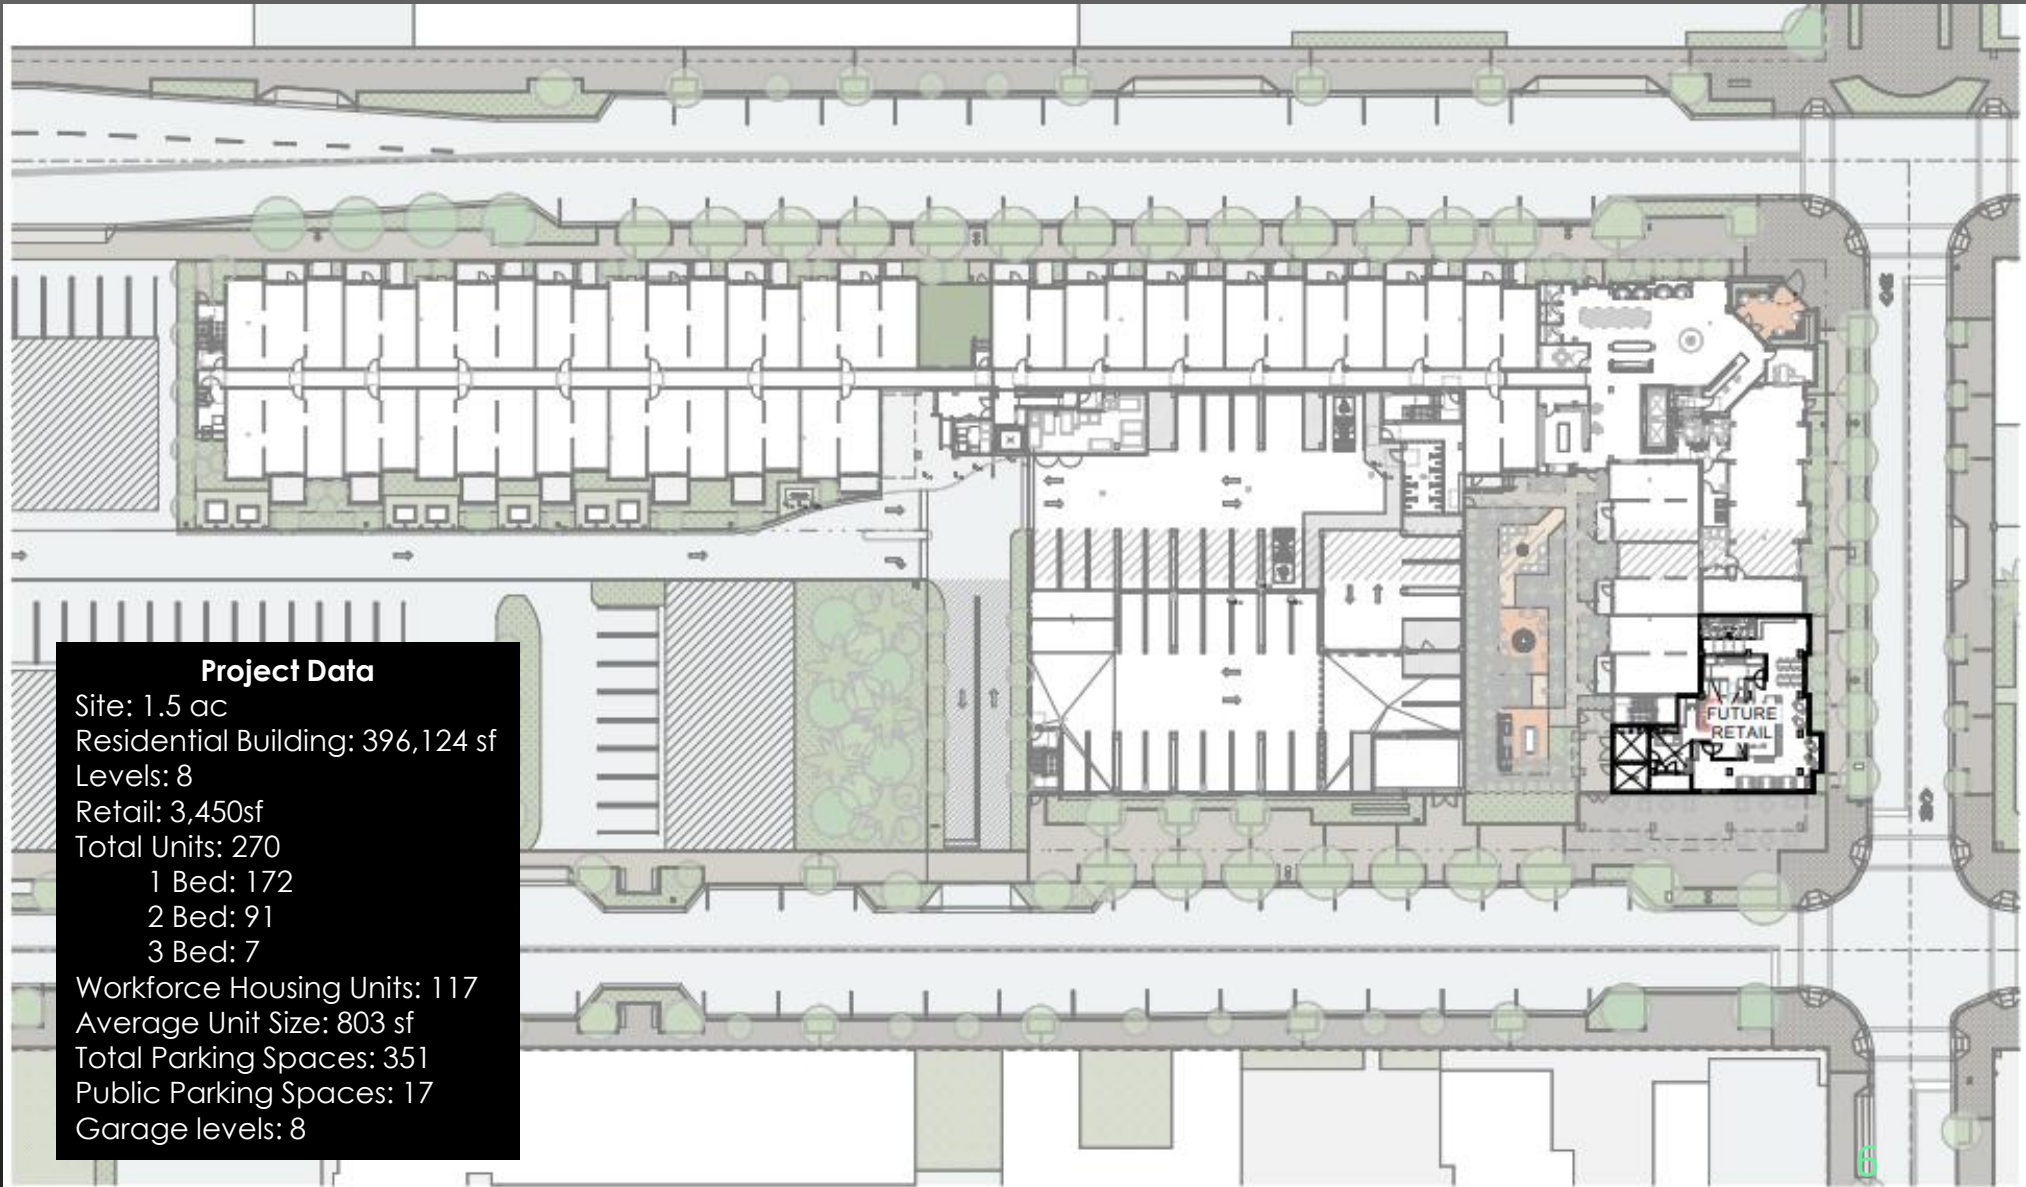 Project Data
Site: 1.5 ac
Residential Building: 396,124 sf
Levels: 8
Retail: 3,450sf
Total Units: 270
1 Bed: 172
2 Bed: 91
3 Bed: 7
Workforce Housing Units: 117
Average Unit Size: 803 sf
Total Parking Spaces: 351
Public Parking Spaces: 17
Garage levels: 8
FUTURE
RETAIL
6